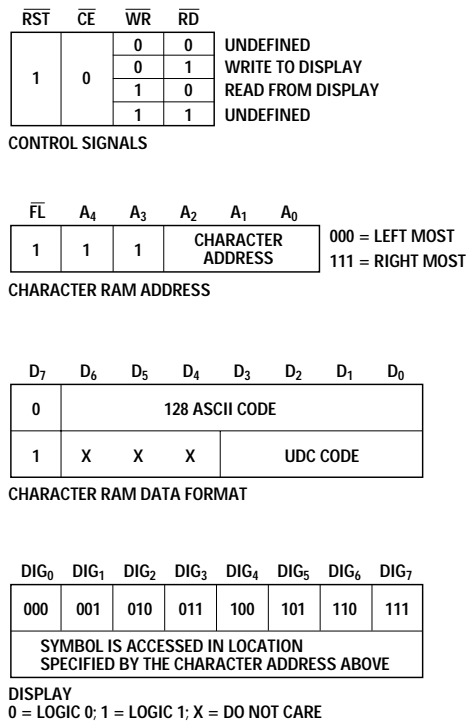 R̅S̅T̅ C̅E̅ W̅R̅ R̅D̅
0 0 UNDEFINED
0 1 WRITE TO DISPLAY
1 0
1 0 READ FROM DISPLAY
1 1 UNDEFINED
CONTROL SIGNALS
F̅L̅ A₄ A₃ A₂ A₁ A₀
1 1 1 CHARACTER ADDRESS
000 = LEFT MOST
111 = RIGHT MOST
CHARACTER RAM ADDRESS
D₇ D₆ D₅ D₄ D₃ D₂ D₁ D₀
0 128 ASCII CODE
1 X X X UDC CODE
CHARACTER RAM DATA FORMAT
DIG₀ DIG₁ DIG₂ DIG₃ DIG₄ DIG₅ DIG₆ DIG₇
000 001 010 011 100 101 110 111
SYMBOL IS ACCESSED IN LOCATION
SPECIFIED BY THE CHARACTER ADDRESS ABOVE
DISPLAY
0 = LOGIC 0; 1 = LOGIC 1; X = DO NOT CARE